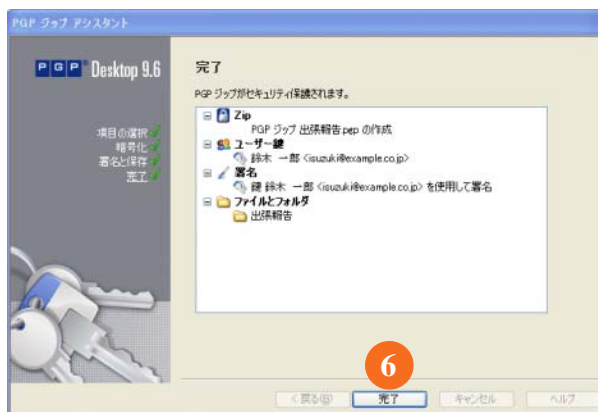 PGP ジップ アシスタント
PGP Desktop 9.6
項目の選択
暗号化
署名と保存
完了
完了
PGP ジップがセキュリティ保護されます。
Zip
PGP ジップ 出張報告.pgp の作成
ユーザー鍵
鈴木 一郎 <isuzuki@example.co.jp>
署名
鍵 鈴木 一郎 <isuzuki@example.co.jp> を使用して署名
ファイルとフォルダ
出張報告
6
< 戻る(B)
完了
キャンセル
ヘルプ